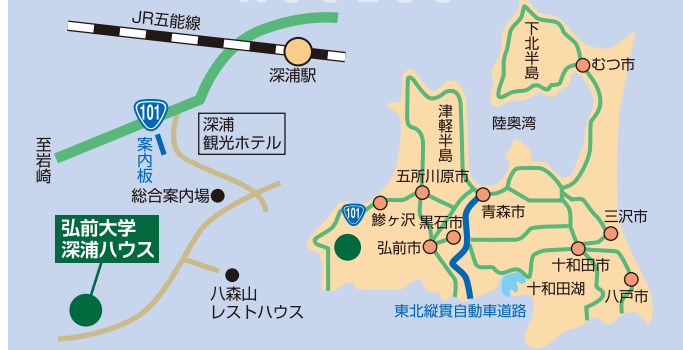 JR五能線
深浦駅
101
深浦
観光ホテル
案内板
至岩崎
総合案内場
弘前大学
深浦ハウス
八森山
レストハウス
下北半島
むつ市
陸奥湾
津軽半島
五所川原市
101
鯵ヶ沢
黒石市
青森市
弘前市
三沢市
十和田市
十和田湖
八戸市
東北縦貫自動車道路